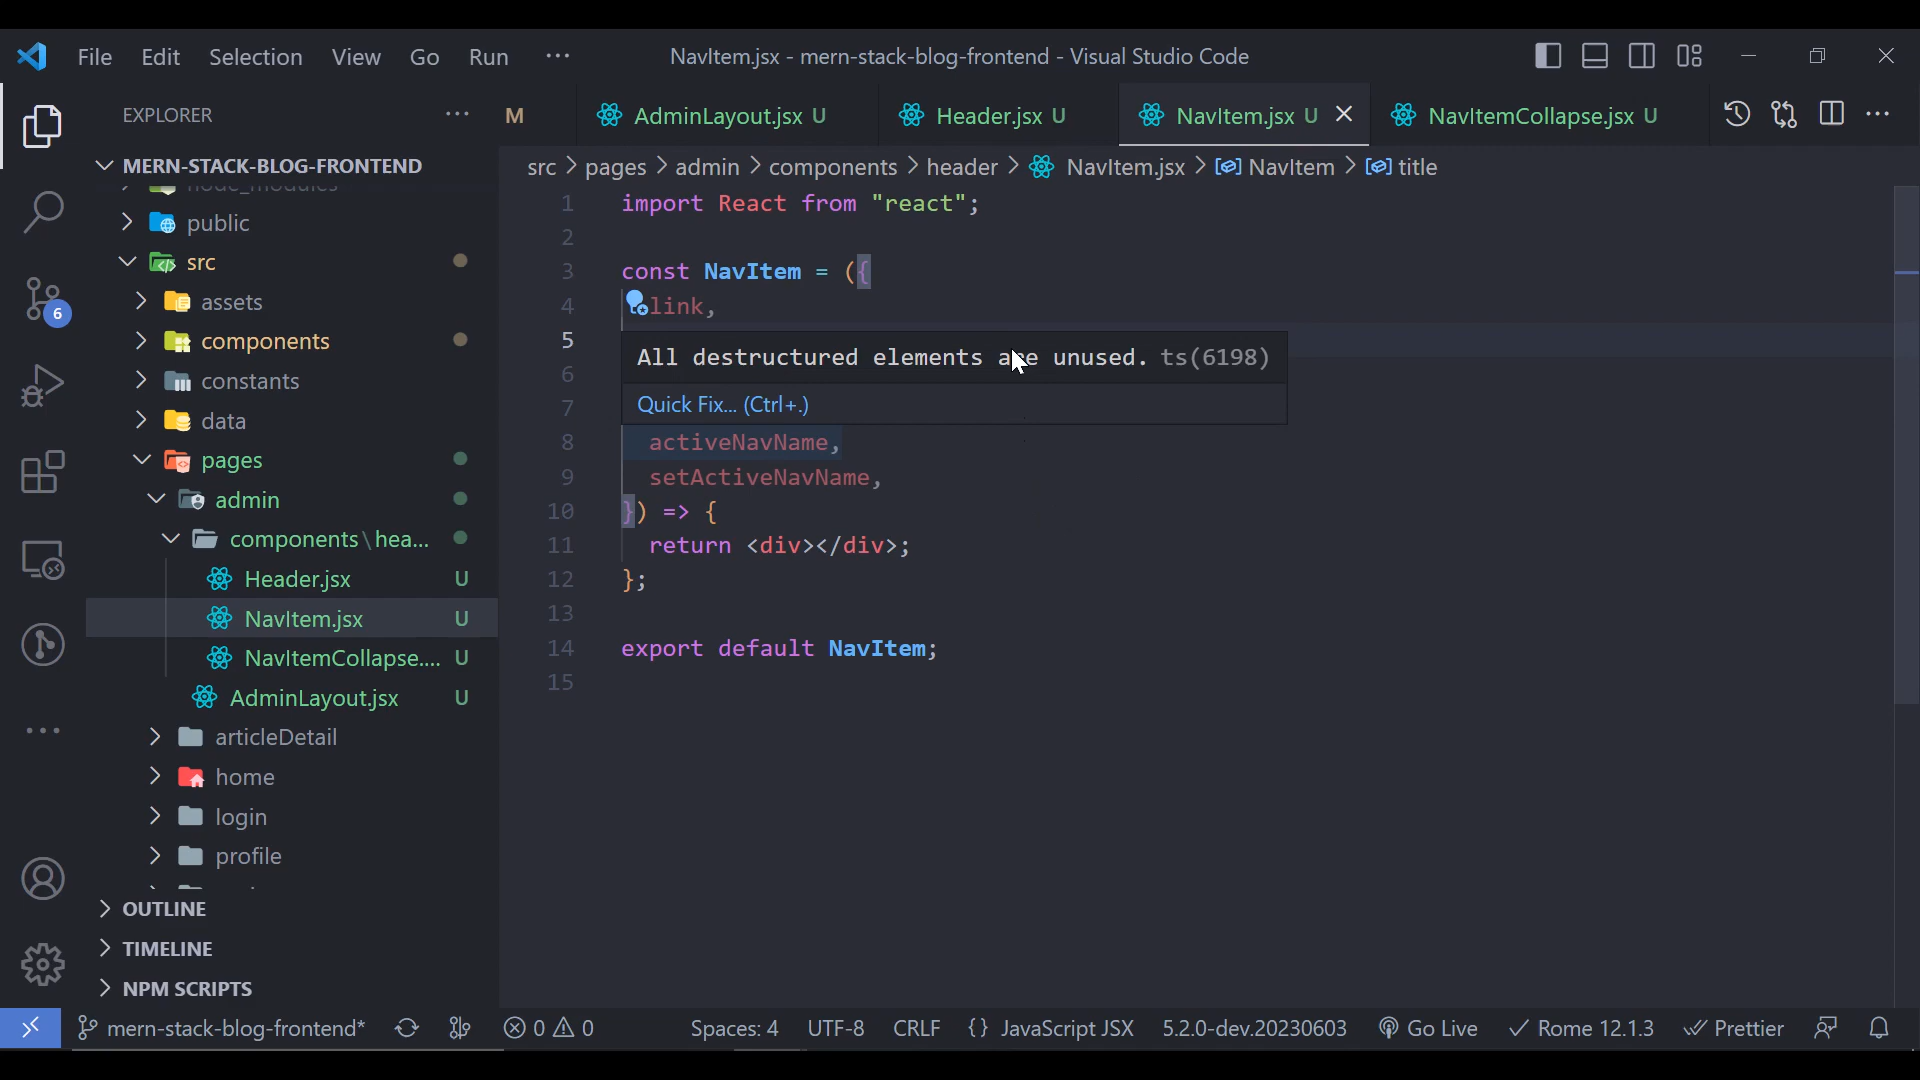 File Edit Selection View Go Run ···
NavItem.jsx - mern-stack-blog-frontend - Visual Studio Code
EXPLORER
MERN-STACK-BLOG-FRONTEND
node_modules
public
src
assets
components
constants
data
pages
admin
components\hea...
Header.jsx U
NavItem.jsx U
NavItemCollapse.... U
AdminLayout.jsx U
articleDetail
home
login
profile
OUTLINE
TIMELINE
NPM SCRIPTS
6
M
AdminLayout.jsx U
Header.jsx U
NavItem.jsx U
NavItemCollapse.jsx U
src > pages > admin > components > header > NavItem.jsx > NavItem > title
1 import React from "react";
2
3 const NavItem = ({
4 link,
5
6
7
8 activeNavName,
9 setActiveNavName,
10 }) => {
11 return <div></div>;
12 };
13
14 export default NavItem;
15
All destructured elements are unused. ts(6198)
Quick Fix... (Ctrl+.)
mern-stack-blog-frontend* 0 0 Spaces: 4 UTF-8 CRLF {} JavaScript JSX 5.2.0-dev.20230603 Go Live Rome 12.1.3 Prettier